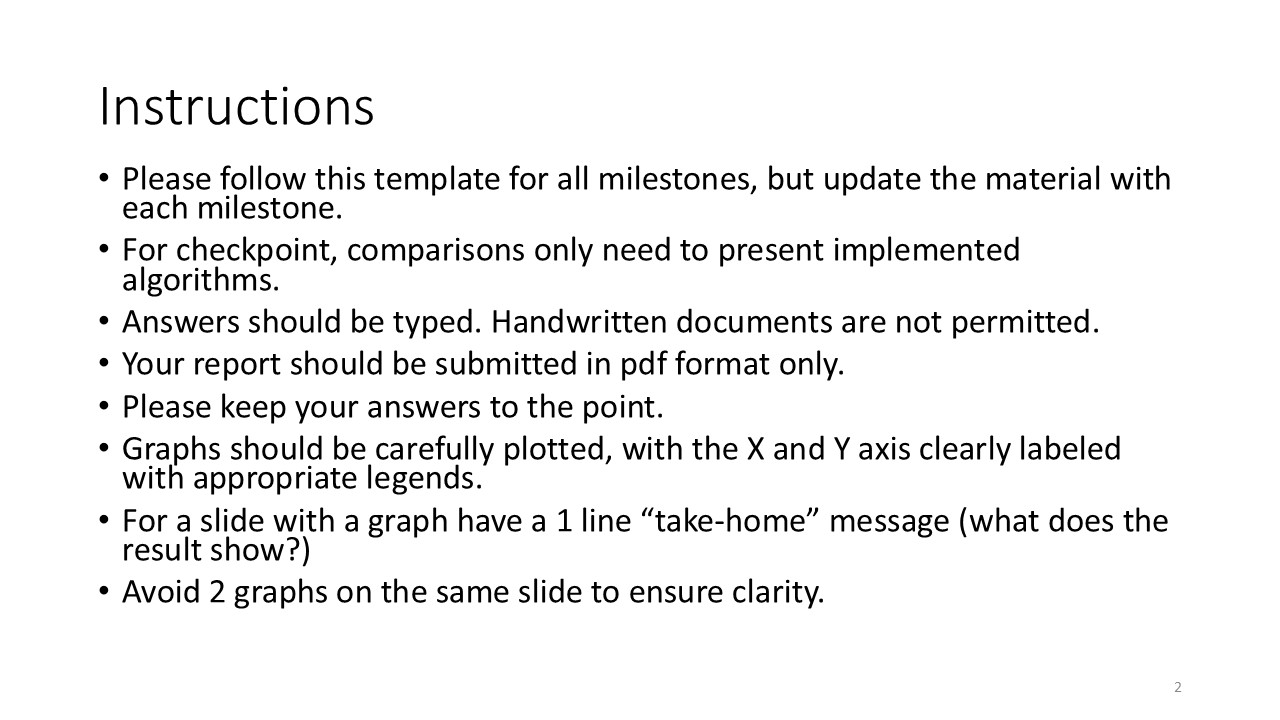 Instructions
• Please follow this template for all milestones, but update the material with
each milestone.
• For checkpoint, comparisons only need to present implemented
algorithms.
• Answers should be typed. Handwritten documents are not permitted.
• Your report should be submitted in pdf format only.
• Please keep your answers to the point.
• Graphs should be carefully plotted, with the X and Y axis clearly labeled
with appropriate legends.
• For a slide with a graph have a 1 line “take-home” message (what does the
result show?)
• Avoid 2 graphs on the same slide to ensure clarity.
2